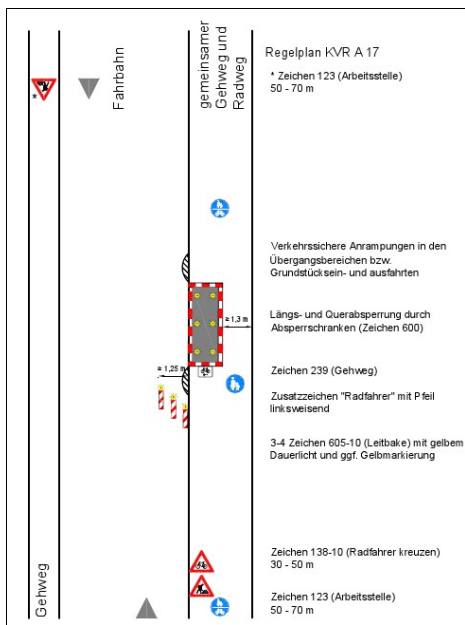 Fahrbahn
gemeinsamer
Gehweg und
Radweg
Regelplan KVR A 17
* Zeichen 123 (Arbeitsstelle)
50 - 70 m
*
Verkehrssichere Anrampungen in den
Übergangsbereichen bzw.
Grundstücksein- und ausfahrten
≥ 1,3 m
Längs- und Querabsperrung durch
Absperrschranken (Zeichen 600)
≥ 1,25 m
Zeichen 239 (Gehweg)
Zusatzzeichen "Radfahrer" mit Pfeil
linksweisend
3-4 Zeichen 605-10 (Leitbake) mit gelbem
Dauerlicht und ggf. Gelbmarkierung
Zeichen 138-10 (Radfahrer kreuzen)
30 - 50 m
Gehweg
Zeichen 123 (Arbeitsstelle)
50 - 70 m